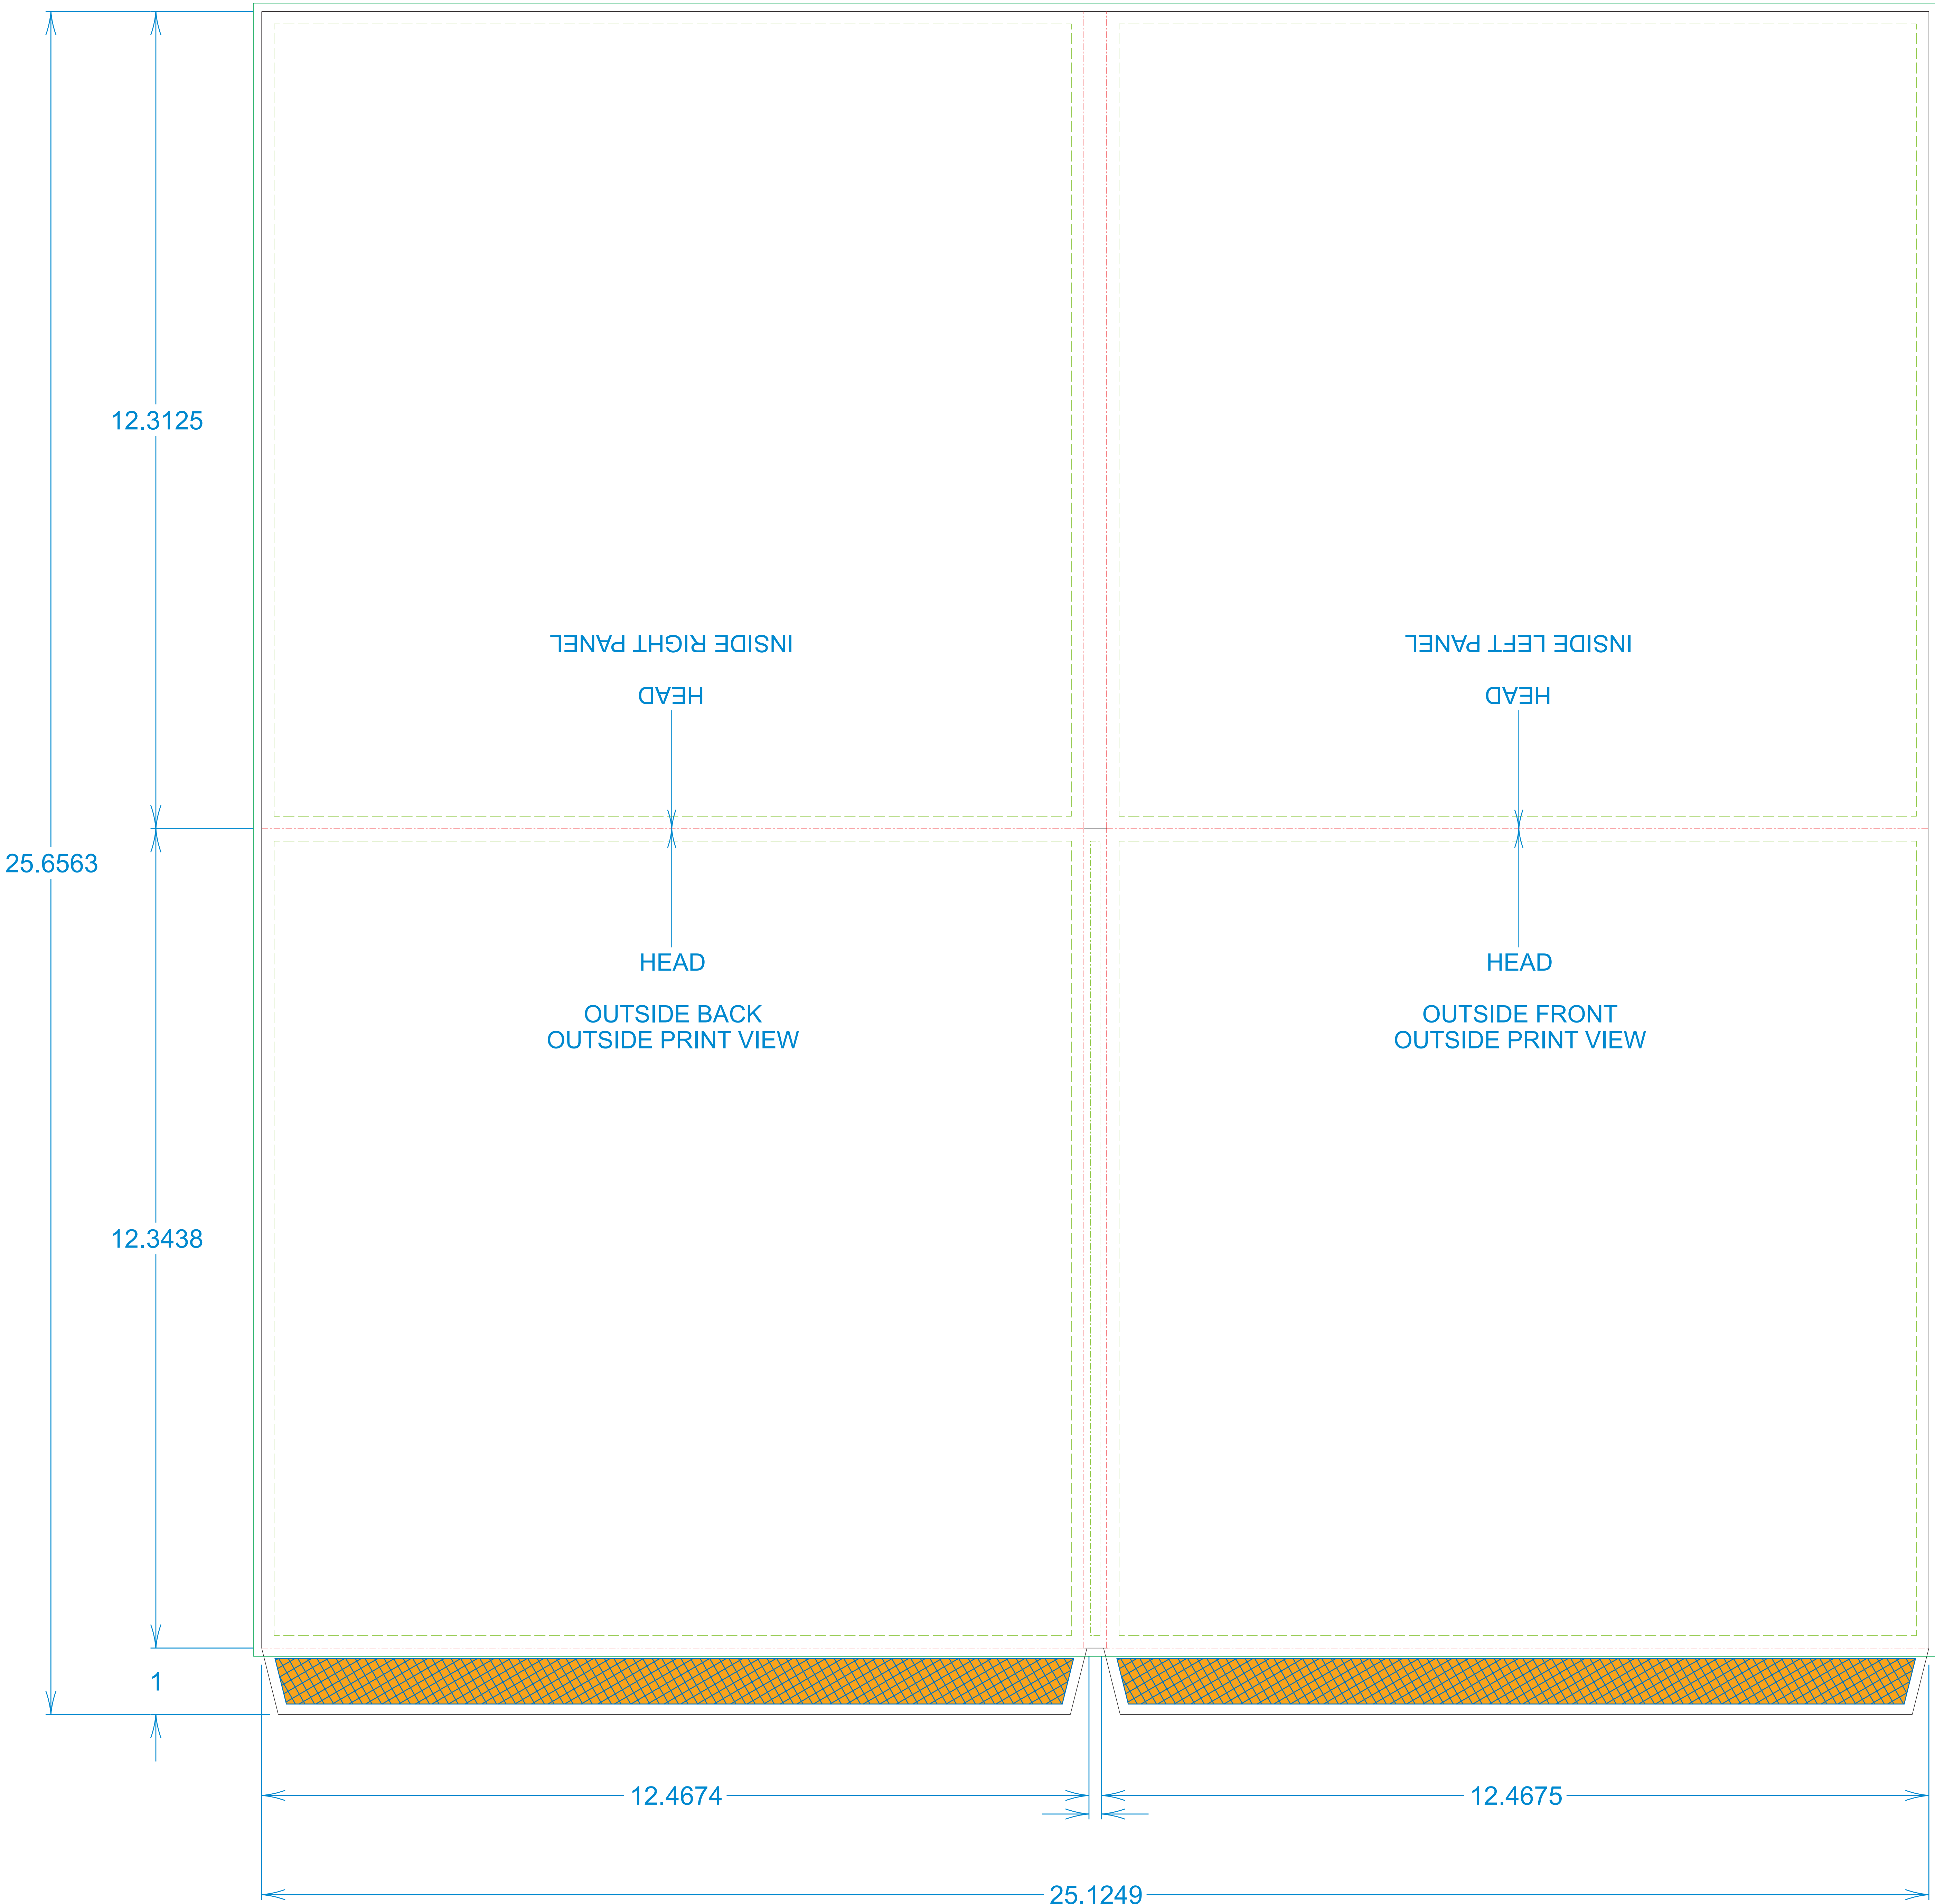 12.3125
INSIDE RIGHT PANEL
HEAD
INSIDE LEFT PANEL
HEAD
25.6563
HEAD
OUTSIDE BACK
OUTSIDE PRINT VIEW
HEAD
OUTSIDE FRONT
OUTSIDE PRINT VIEW
12.3438
1
12.4674
12.4675
25.1249